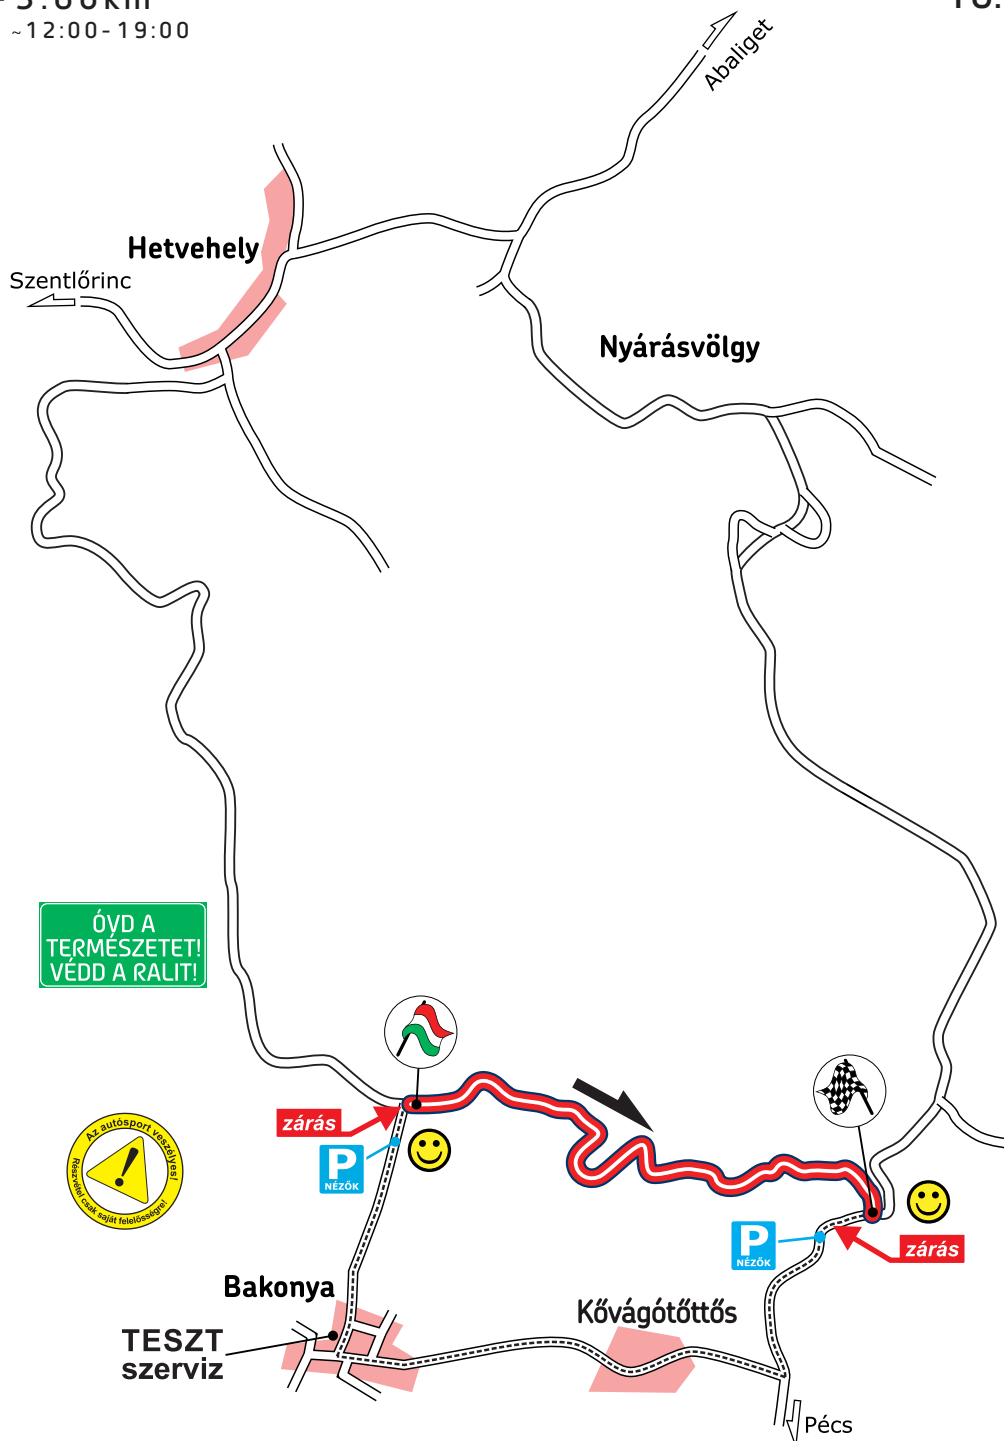 ~12:00-19:00
Abaliget
Hetvehely
Szentlőrinc
Nyárásvölgy
ÓVD A
TERMÉSZETET!
VÉDD A RALIT!
zárás
Az autósport veszélyes!
Részvétel csak saját felelősségre!
P
NÉZŐK
P
NÉZŐK
zárás
Bakonya
Kővágótőttős
TESZT
szerviz
Pécs